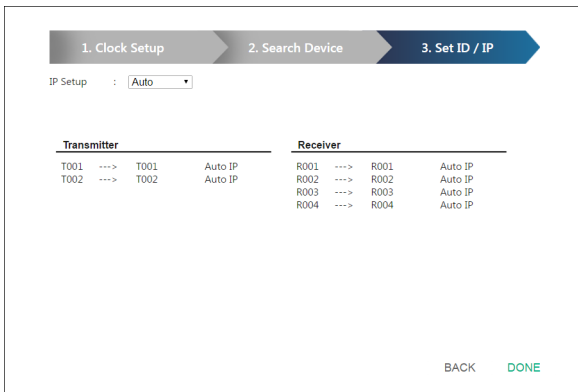 1. Clock Setup 2. Search Device 3. Set ID / IP
IP Setup : Auto
Transmitter Receiver
T001 ---> T001 Auto IP R001 ---> R001 Auto IP
T002 ---> T002 Auto IP R002 ---> R002 Auto IP
R003 ---> R003 Auto IP
R004 ---> R004 Auto IP
BACK DONE